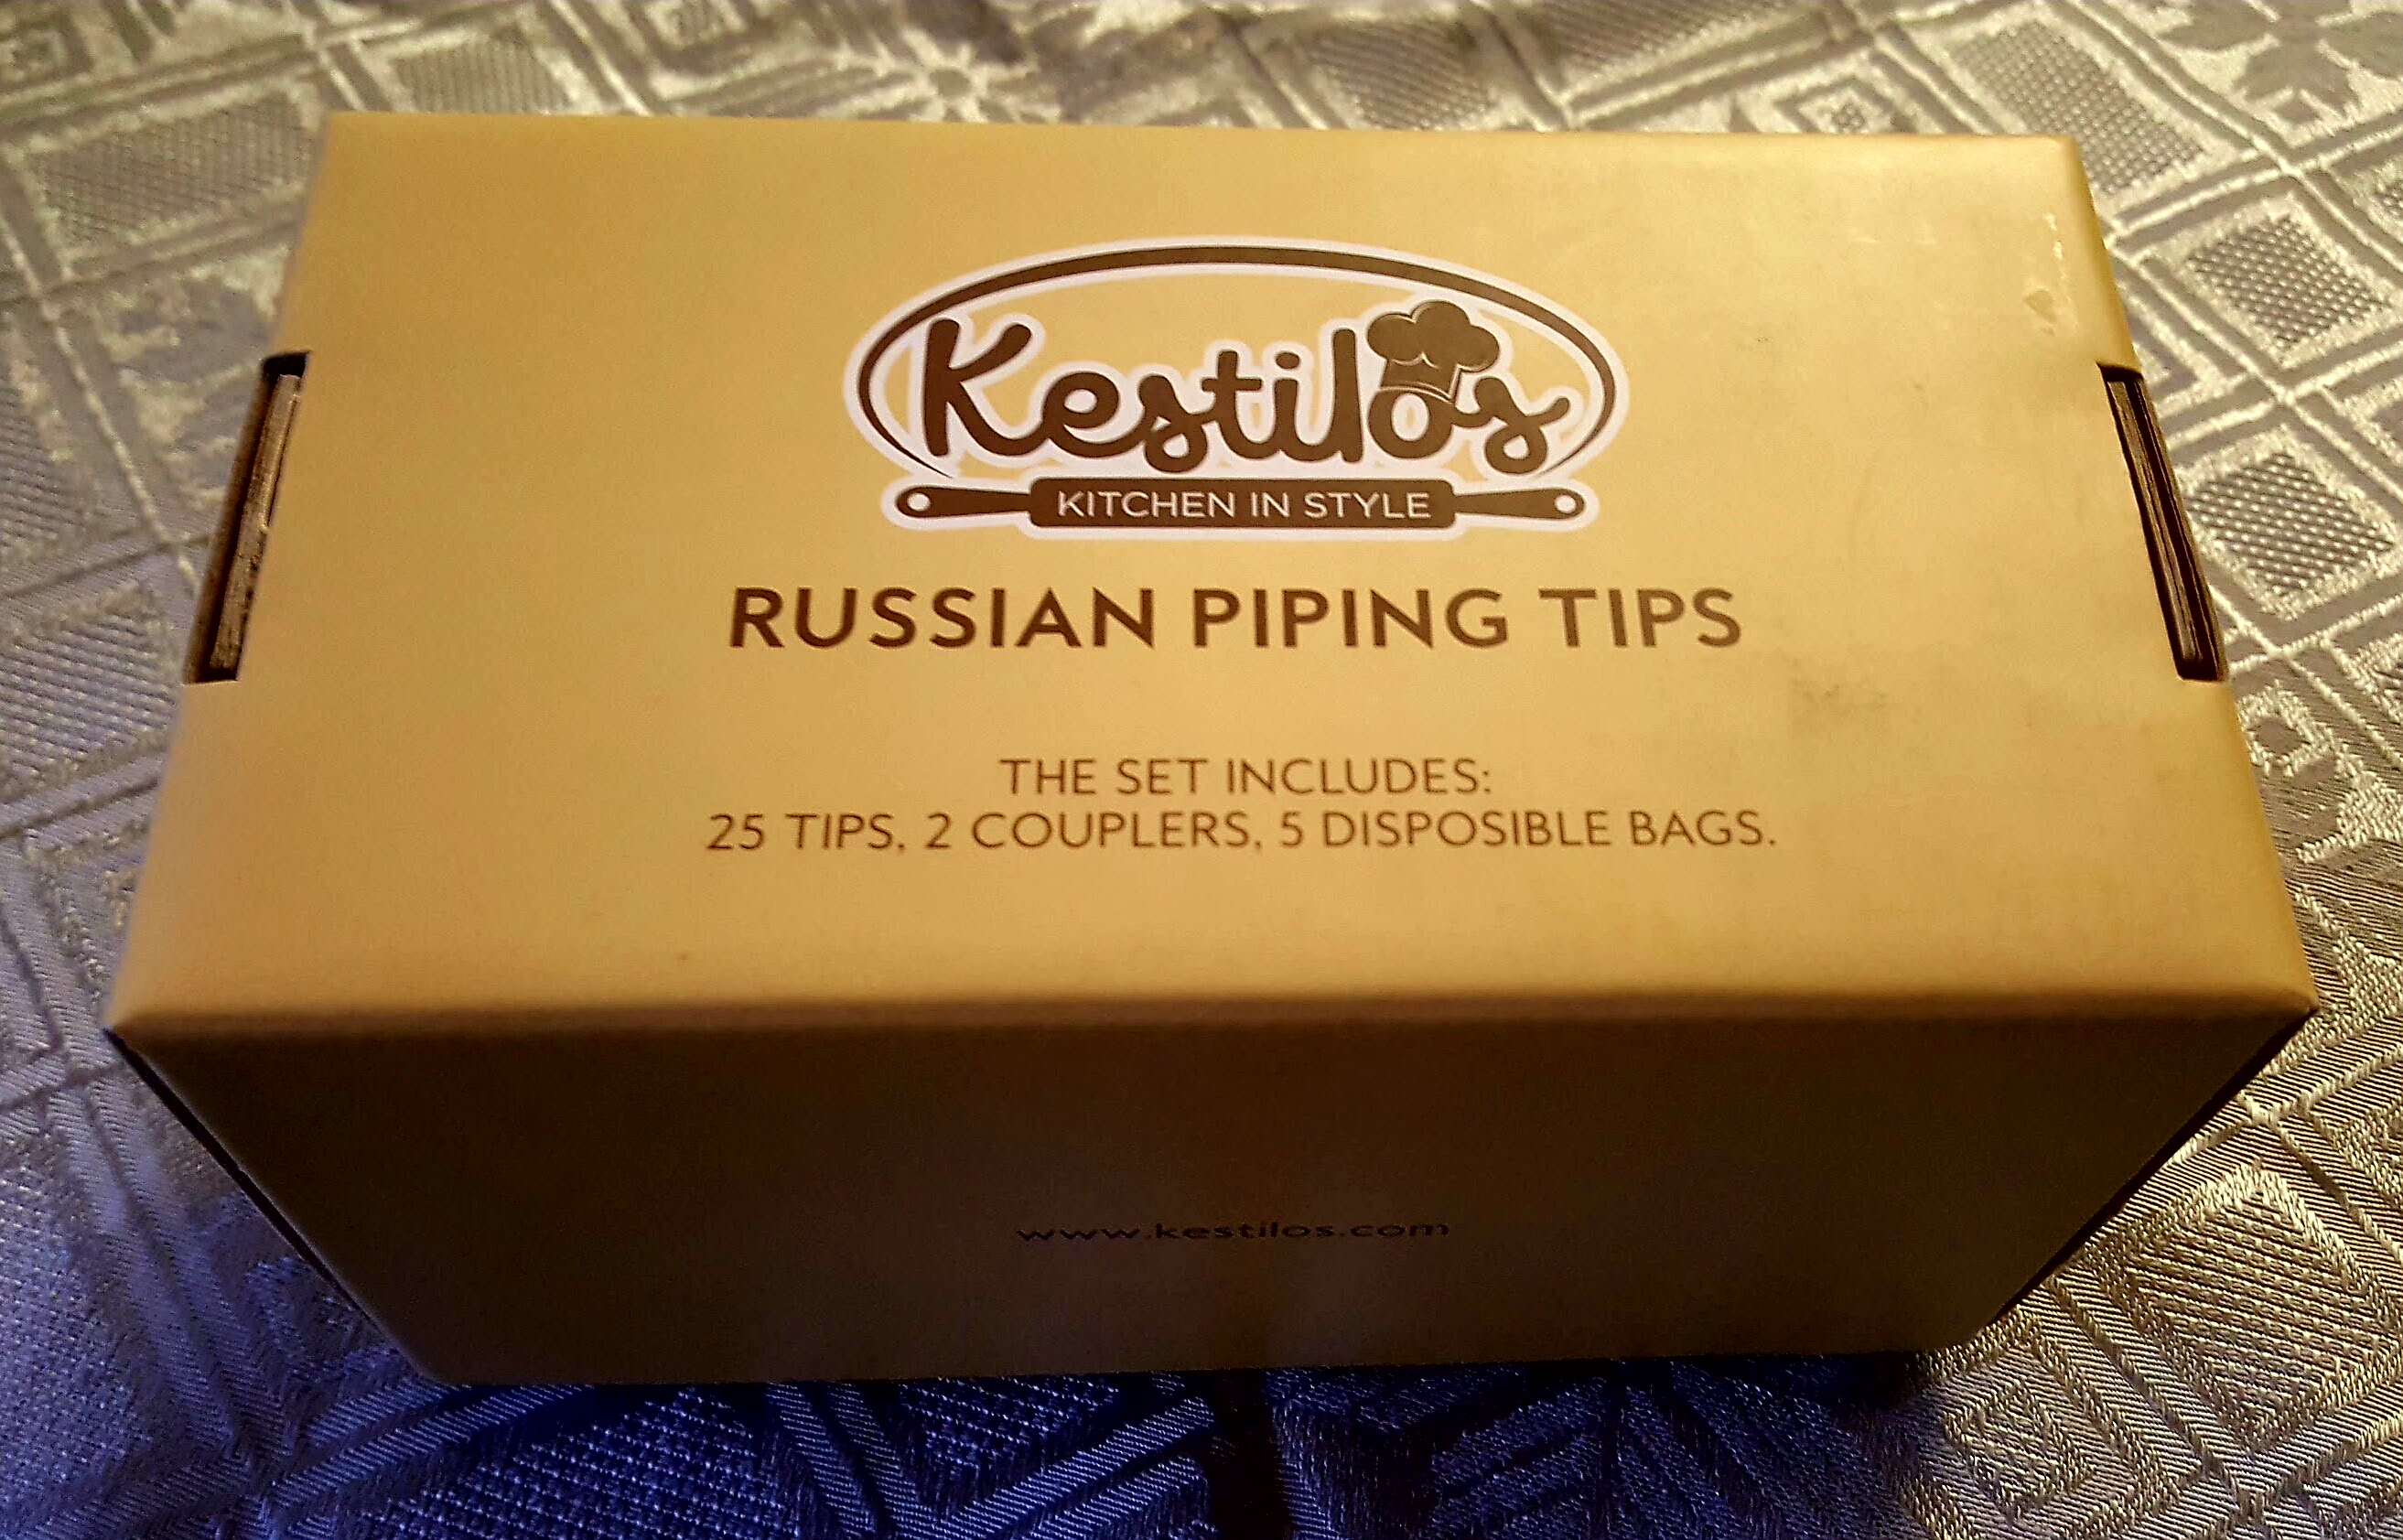 Kestilos
KITCHEN IN STYLE
RUSSIAN PIPING TIPS
THE SET INCLUDES:
25 TIPS, 2 COUPLERS, 5 DISPOSIBLE BAGS.
www.kestilos.com